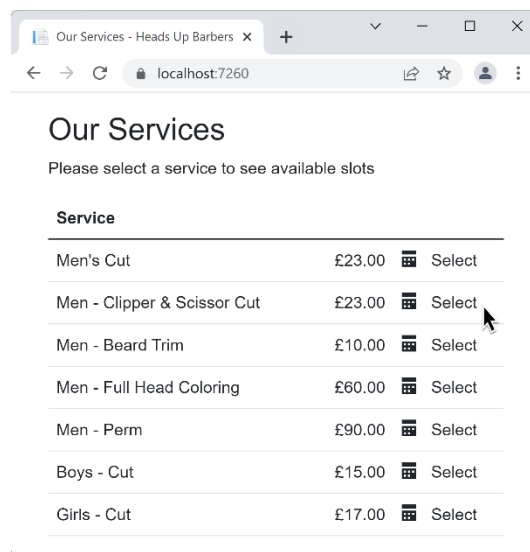 Our Services - Heads Up Barbers
localhost:7260
Our Services
Please select a service to see available slots
Service
Men's Cut £23.00 Select
Men - Clipper & Scissor Cut £23.00 Select
Men - Beard Trim £10.00 Select
Men - Full Head Coloring £60.00 Select
Men - Perm £90.00 Select
Boys - Cut £15.00 Select
Girls - Cut £17.00 Select